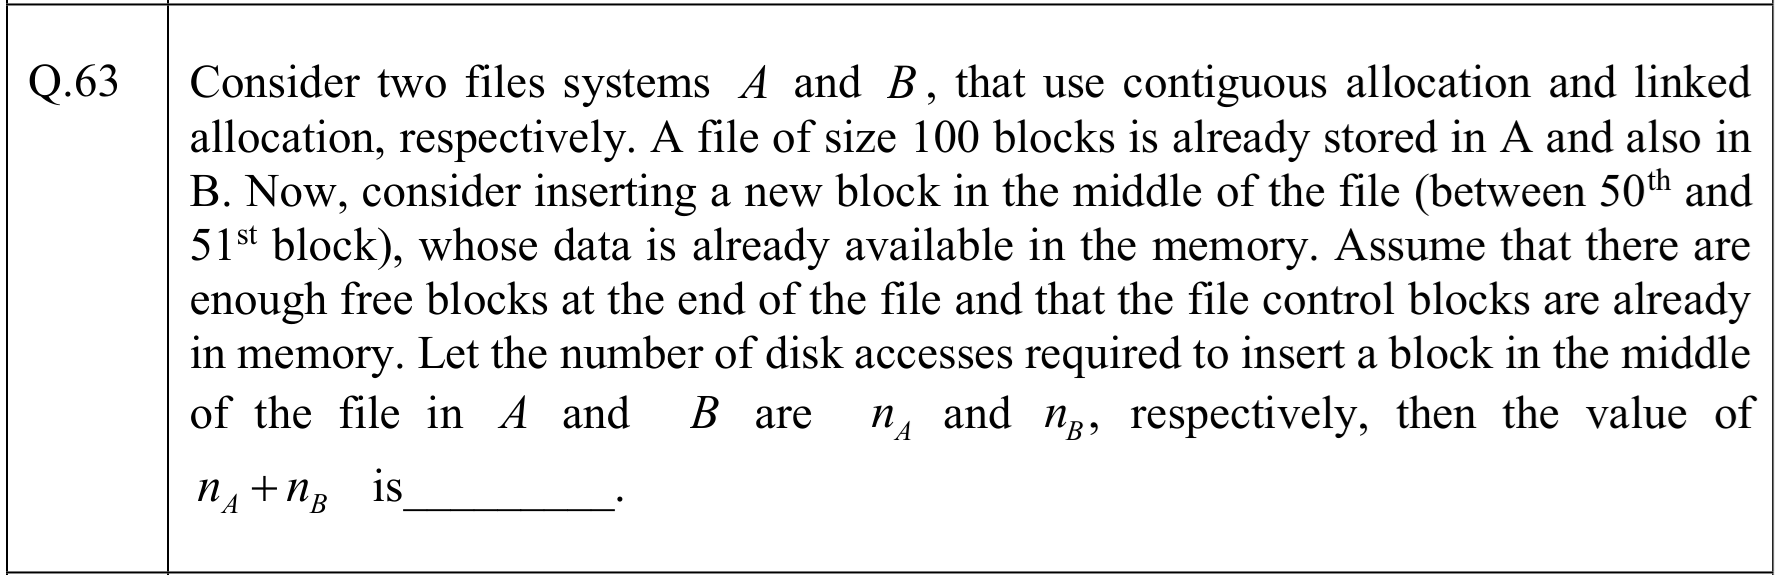 Q.63
Consider two files systems A and B, that use contiguous allocation and linked
allocation, respectively. A file of size 100 blocks is already stored in A and also in
B. Now, consider inserting a new block in the middle of the file (between 50th and
51st block), whose data is already available in the memory. Assume that there are
enough free blocks at the end of the file and that the file control blocks are already
in memory. Let the number of disk accesses required to insert a block in the middle
of the file in A and B are n_A and n_B, respectively, then the value of
n_A + n_B is_________.